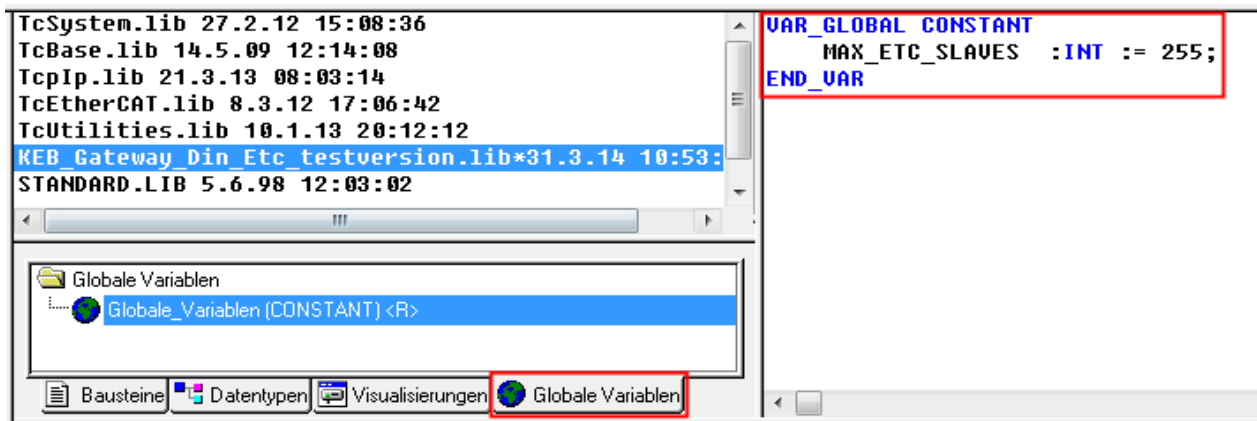 TcSystem.lib 27.2.12 15:08:36
TcBase.lib 14.5.09 12:14:08
TcpIp.lib 21.3.13 08:03:14
TcEtherCAT.lib 8.3.12 17:06:42
TcUtilities.lib 10.1.13 20:12:12
KEB_Gateway_Din_Etc_testversion.lib*31.3.14 10:53:
STANDARD.LIB 5.6.98 12:03:02
Globale Variablen
Globale_Variablen (CONSTANT) <R>
Bausteine Datentypen Visualisierungen Globale Variablen
VAR_GLOBAL CONSTANT
MAX_ETC_SLAVES :INT := 255;
END_VAR